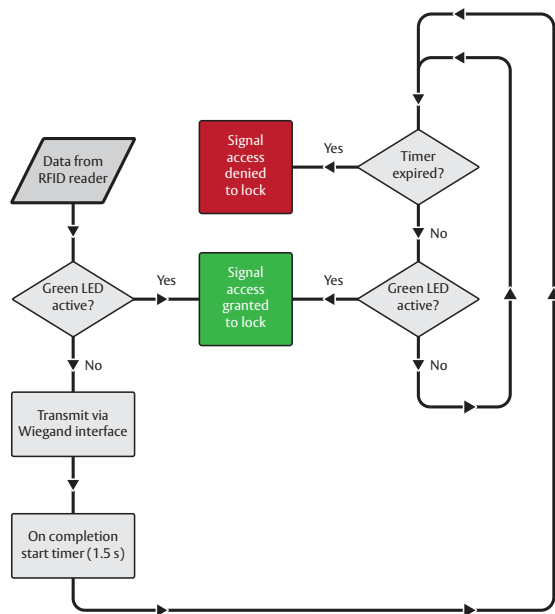 Data from
RFID reader
Signal
access
denied
to lock
Yes
Timer
expired?
No
Green LED
active?
Yes
Signal
access
granted
to lock
Yes
Green LED
active?
No
No
Transmit via
Wiegand interface
On completion
start timer (1.5 s)